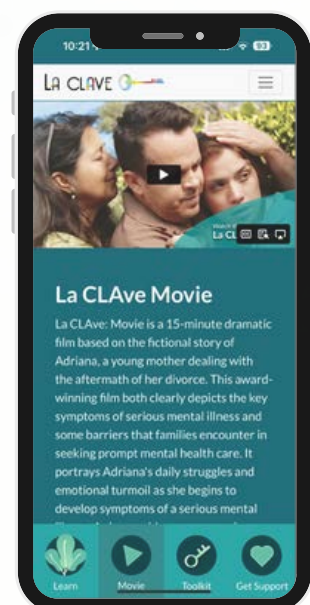 10:21
93
LA CLAVE
La CL
La CLAve Movie
La CLAve: Movie is a 15-minute dramatic
film based on the fictional story of
Adriana, a young mother dealing with
the aftermath of her divorce. This award-
winning film both clearly depicts the key
symptoms of serious mental illness and
some barriers that families encounter in
seeking prompt mental health care. It
portrays Adriana's daily struggles and
emotional turmoil as she begins to
develop symptoms of a serious mental
Learn
Movie
Toolkit
Get Support